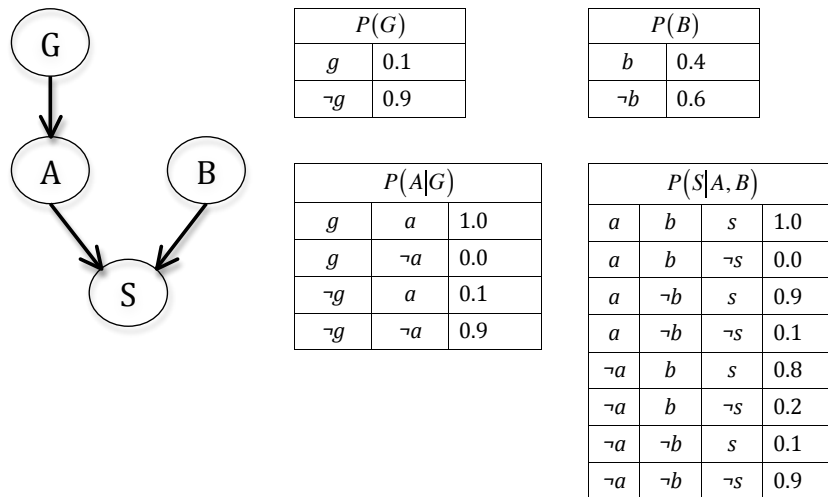 G
A
B
S
P(G)
g 0.1
¬g 0.9
P(B)
b 0.4
¬b 0.6
P(A|G)
g a 1.0
g ¬a 0.0
¬g a 0.1
¬g ¬a 0.9
P(S|A, B)
a b s 1.0
a b ¬s 0.0
a ¬b s 0.9
a ¬b ¬s 0.1
¬a b s 0.8
¬a b ¬s 0.2
¬a ¬b s 0.1
¬a ¬b ¬s 0.9